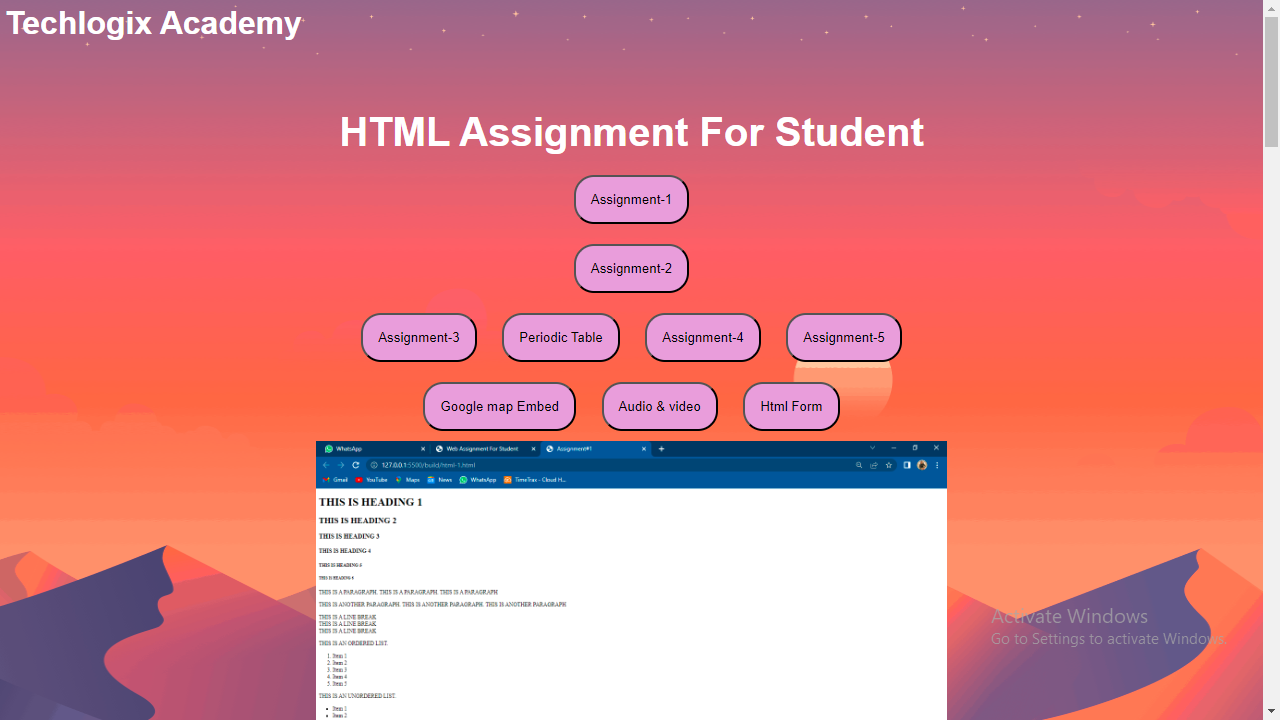 Techlogix Academy
HTML Assignment For Student
Assignment-1
Assignment-2
Assignment-3 Periodic Table Assignment-4 Assignment-5
Google map Embed Audio & video Html Form
WhatsApp Web Assignment For Student Assignment#1
127.0.0.1:5500/build/html-1.html
Gmail YouTube Maps News WhatsApp TimeTrax - Cloud H...
THIS IS HEADING 1
THIS IS HEADING 2
THIS IS HEADING 3
THIS IS HEADING 4
THIS IS HEADING 5
THIS IS HEADING 6
THIS IS A PARAGRAPH. THIS IS A PARAGRAPH. THIS IS A PARAGRAPH
THIS IS ANOTHER PARAGRAPH. THIS IS ANOTHER PARAGRAPH. THIS IS ANOTHER PARAGRAPH
THIS IS A LINE BREAK
THIS IS A LINE BREAK
THIS IS A LINE BREAK
THIS IS AN ORDERED LIST.
1. Item 1
2. Item 2
3. Item 3
4. Item 4
5. Item 5
THIS IS AN UNORDERED LIST.
• Item 1
• Item 2
Activate Windows
Go to Settings to activate Windows.